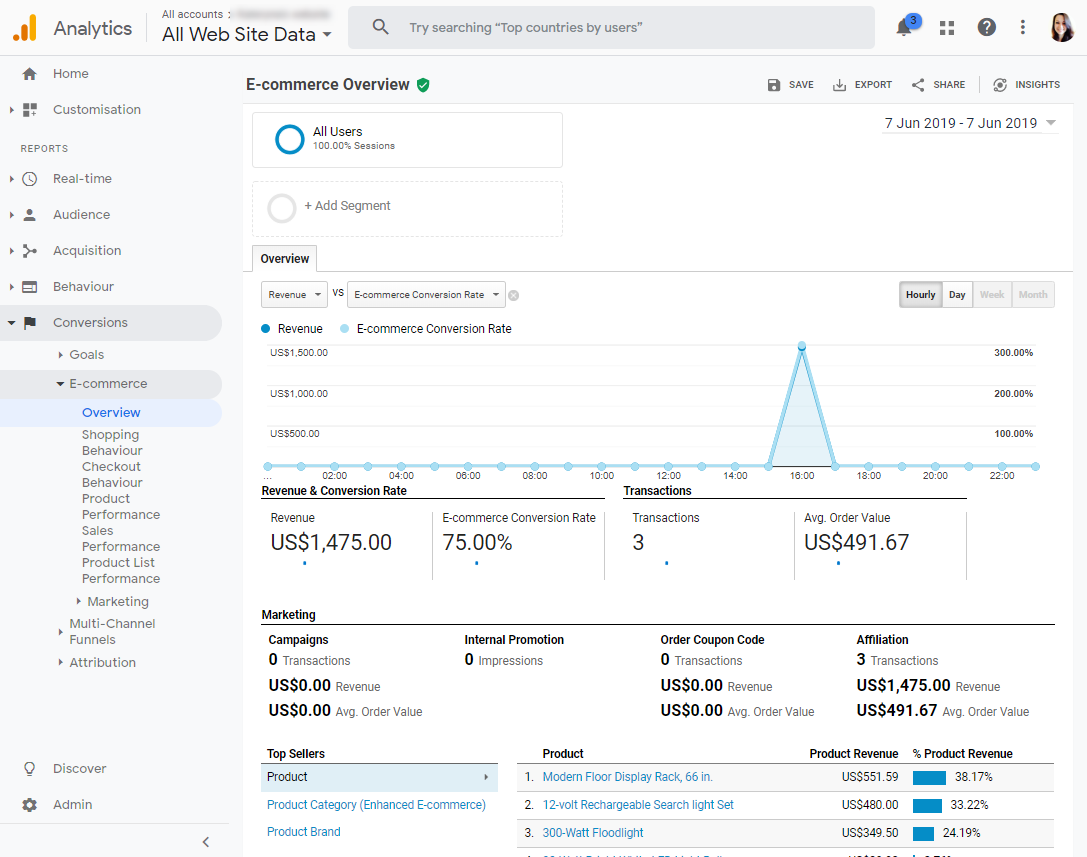 Analytics
All accounts >
All Web Site Data
Try searching “Top countries by users”
3
Home
Customisation
REPORTS
Real-time
Audience
Acquisition
Behaviour
Conversions
Goals
E-commerce
Overview
Shopping
Behaviour
Checkout
Behaviour
Product
Performance
Sales
Performance
Product List
Performance
Marketing
Multi-Channel
Funnels
Attribution
Discover
Admin
E-commerce Overview
SAVE
EXPORT
SHARE
INSIGHTS
All Users
100.00% Sessions
7 Jun 2019 - 7 Jun 2019
+ Add Segment
Overview
Revenue VS E-commerce Conversion Rate
Hourly Day Week Month
Revenue E-commerce Conversion Rate
US$1,500.00 300.00%
US$1,000.00 200.00%
US$500.00 100.00%
... 02:00 04:00 06:00 08:00 10:00 12:00 14:00 16:00 18:00 20:00 22:00
Revenue & Conversion Rate
Revenue
US$1,475.00
E-commerce Conversion Rate
75.00%
Transactions
Transactions
3
Avg. Order Value
US$491.67
Marketing
Campaigns
0 Transactions
US$0.00 Revenue
US$0.00 Avg. Order Value
Internal Promotion
0 Impressions
Order Coupon Code
0 Transactions
US$0.00 Revenue
US$0.00 Avg. Order Value
Affiliation
3 Transactions
US$1,475.00 Revenue
US$491.67 Avg. Order Value
Top Sellers
Product
Product Category (Enhanced E-commerce)
Product Brand
Product Product Revenue % Product Revenue
1. Modern Floor Display Rack, 66 in. US$551.59 38.17%
2. 12-volt Rechargeable Search light Set US$480.00 33.22%
3. 300-Watt Floodlight US$349.50 24.19%